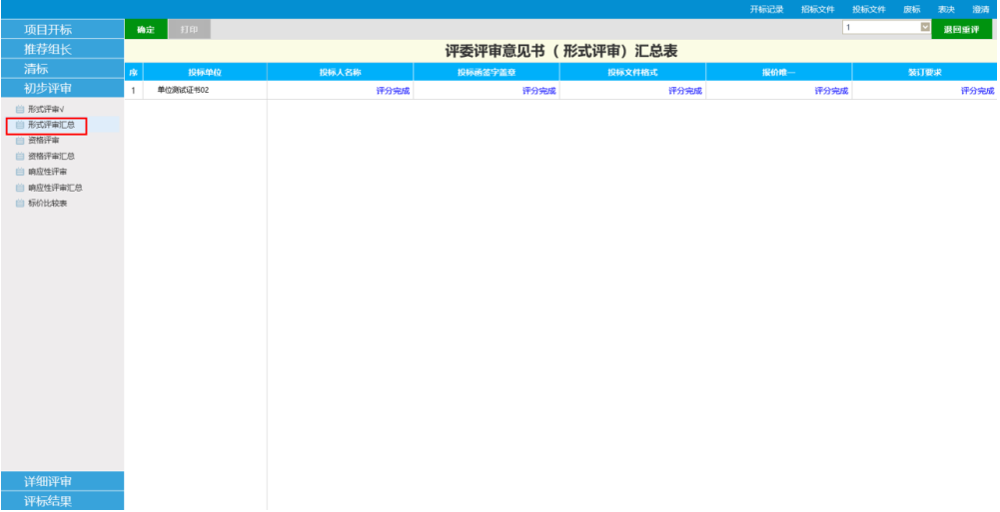 开标记录 招标文件 投标文件 废标 表决 澄清
项目开标
推荐组长
清标
初步评审
形式评审√
形式评审汇总
资格评审
资格评审汇总
响应性评审
响应性评审汇总
标价比较表
详细评审
评标结果
确定 打印 1 退回重评
评委评审意见书（ 形式评审）汇总表
序 投标单位 投标人名称 投标函签字盖章 投标文件格式 报价唯一 装订要求
1 单位测试证书02 评分完成 评分完成 评分完成 评分完成 评分完成